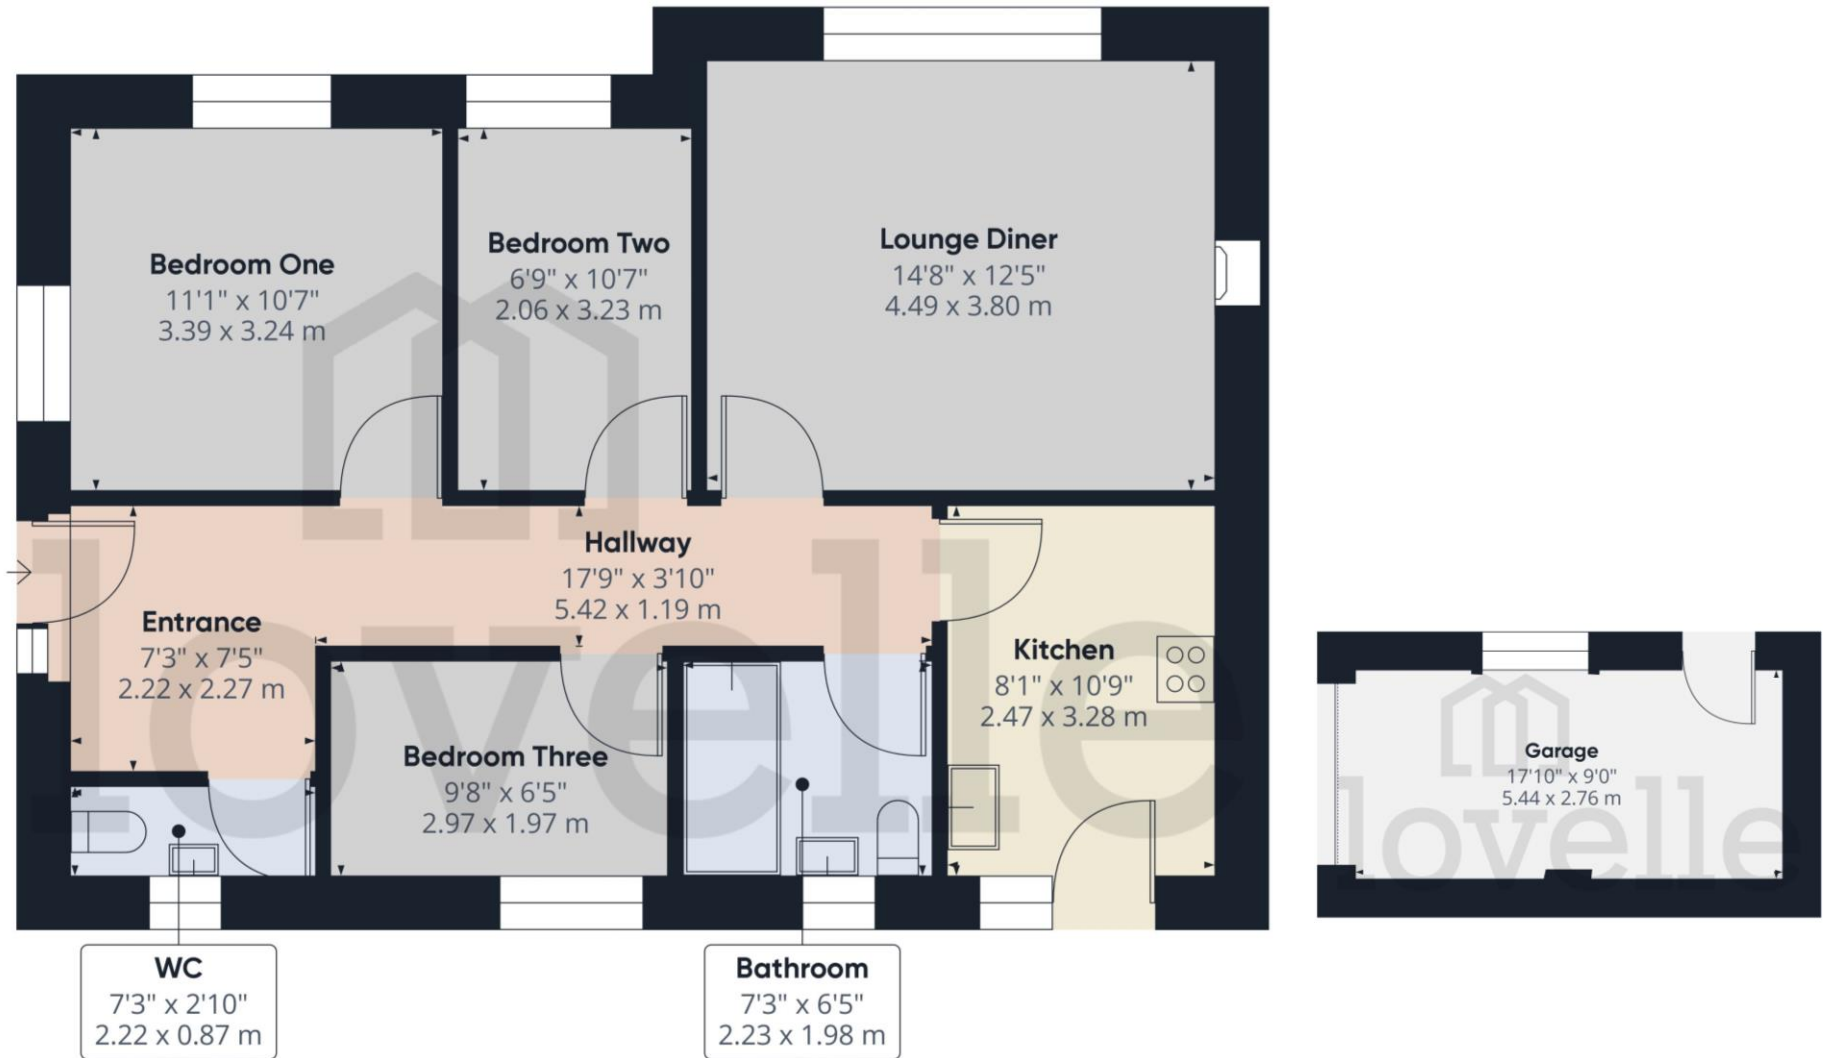 Bedroom One
11'1" x 10'7"
3.39 x 3.24 m
Bedroom Two
6'9" x 10'7"
2.06 x 3.23 m
Lounge Diner
14'8" x 12'5"
4.49 x 3.80 m
Hallway
17'9" x 3'10"
5.42 x 1.19 m
Entrance
7'3" x 7'5"
2.22 x 2.27 m
Kitchen
8'1" x 10'9"
2.47 x 3.28 m
Bedroom Three
9'8" x 6'5"
2.97 x 1.97 m
lovelle
WC
7'3" x 2'10"
2.22 x 0.87 m
Bathroom
7'3" x 6'5"
2.23 x 1.98 m
Garage
17'10" x 9'0"
5.44 x 2.76 m
lovelle